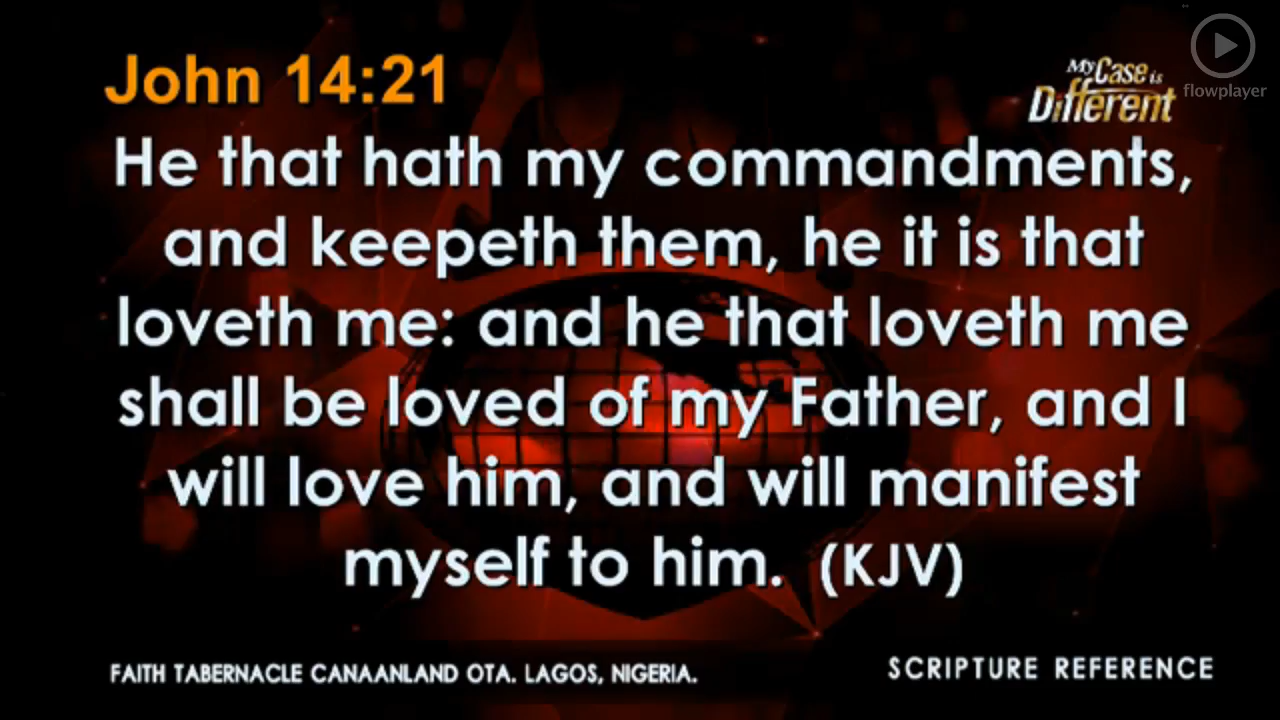 John 14:21
My Case is
Different
flowplayer
He that hath my commandments,
and keepeth them, he it is that
loveth me: and he that loveth me
shall be loved of my Father, and I
will love him, and will manifest
myself to him. (KJV)
FAITH TABERNACLE CANAANLAND OTA. LAGOS, NIGERIA.
SCRIPTURE REFERENCE